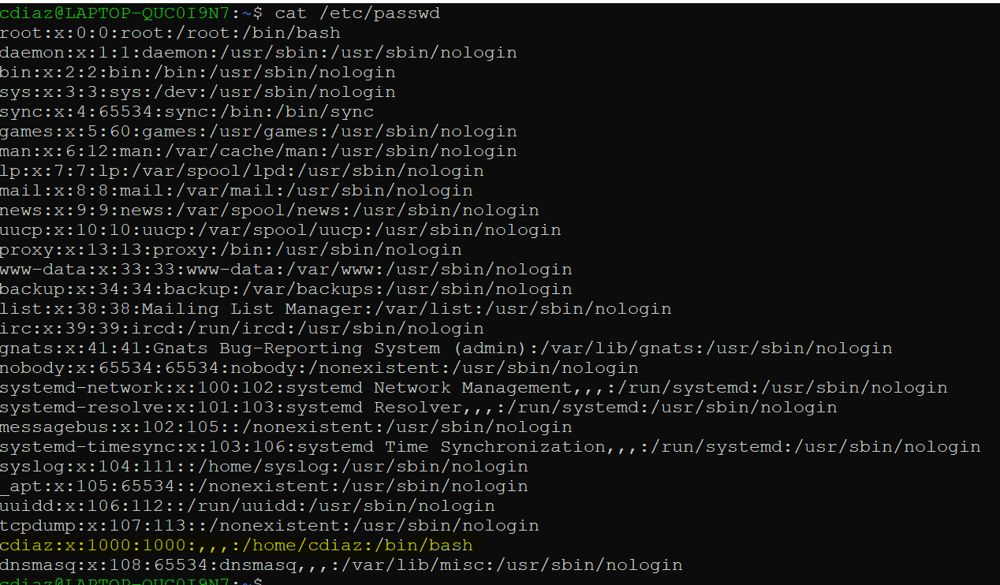 cdiaz@LAPTOP-QUC0I9N7:~$ cat /etc/passwd
root:x:0:0:root:/root:/bin/bash
daemon:x:1:1:daemon:/usr/sbin:/usr/sbin/nologin
bin:x:2:2:bin:/bin:/usr/sbin/nologin
sys:x:3:3:sys:/dev:/usr/sbin/nologin
sync:x:4:65534:sync:/bin:/bin/sync
games:x:5:60:games:/usr/games:/usr/sbin/nologin
man:x:6:12:man:/var/cache/man:/usr/sbin/nologin
lp:x:7:7:lp:/var/spool/lpd:/usr/sbin/nologin
mail:x:8:8:mail:/var/mail:/usr/sbin/nologin
news:x:9:9:news:/var/spool/news:/usr/sbin/nologin
uucp:x:10:10:uucp:/var/spool/uucp:/usr/sbin/nologin
proxy:x:13:13:proxy:/bin:/usr/sbin/nologin
www-data:x:33:33:www-data:/var/www:/usr/sbin/nologin
backup:x:34:34:backup:/var/backups:/usr/sbin/nologin
list:x:38:38:Mailing List Manager:/var/list:/usr/sbin/nologin
irc:x:39:39:ircd:/run/ircd:/usr/sbin/nologin
gnats:x:41:41:Gnats Bug-Reporting System (admin):/var/lib/gnats:/usr/sbin/nologin
nobody:x:65534:65534:nobody:/nonexistent:/usr/sbin/nologin
systemd-network:x:100:102:systemd Network Management,,,:/run/systemd:/usr/sbin/nologin
systemd-resolve:x:101:103:systemd Resolver,,,:/run/systemd:/usr/sbin/nologin
messagebus:x:102:105::/nonexistent:/usr/sbin/nologin
systemd-timesync:x:103:106:systemd Time Synchronization,,,:/run/systemd:/usr/sbin/nologin
syslog:x:104:111::/home/syslog:/usr/sbin/nologin
_apt:x:105:65534::/nonexistent:/usr/sbin/nologin
uuidd:x:106:112::/run/uuidd:/usr/sbin/nologin
tcpdump:x:107:113::/nonexistent:/usr/sbin/nologin
cdiaz:x:1000:1000:,,,:/home/cdiaz:/bin/bash
dnsmasq:x:108:65534:dnsmasq,,,:/var/lib/misc:/usr/sbin/nologin
cdiaz@LAPTOP-QUC0I9N7:~$